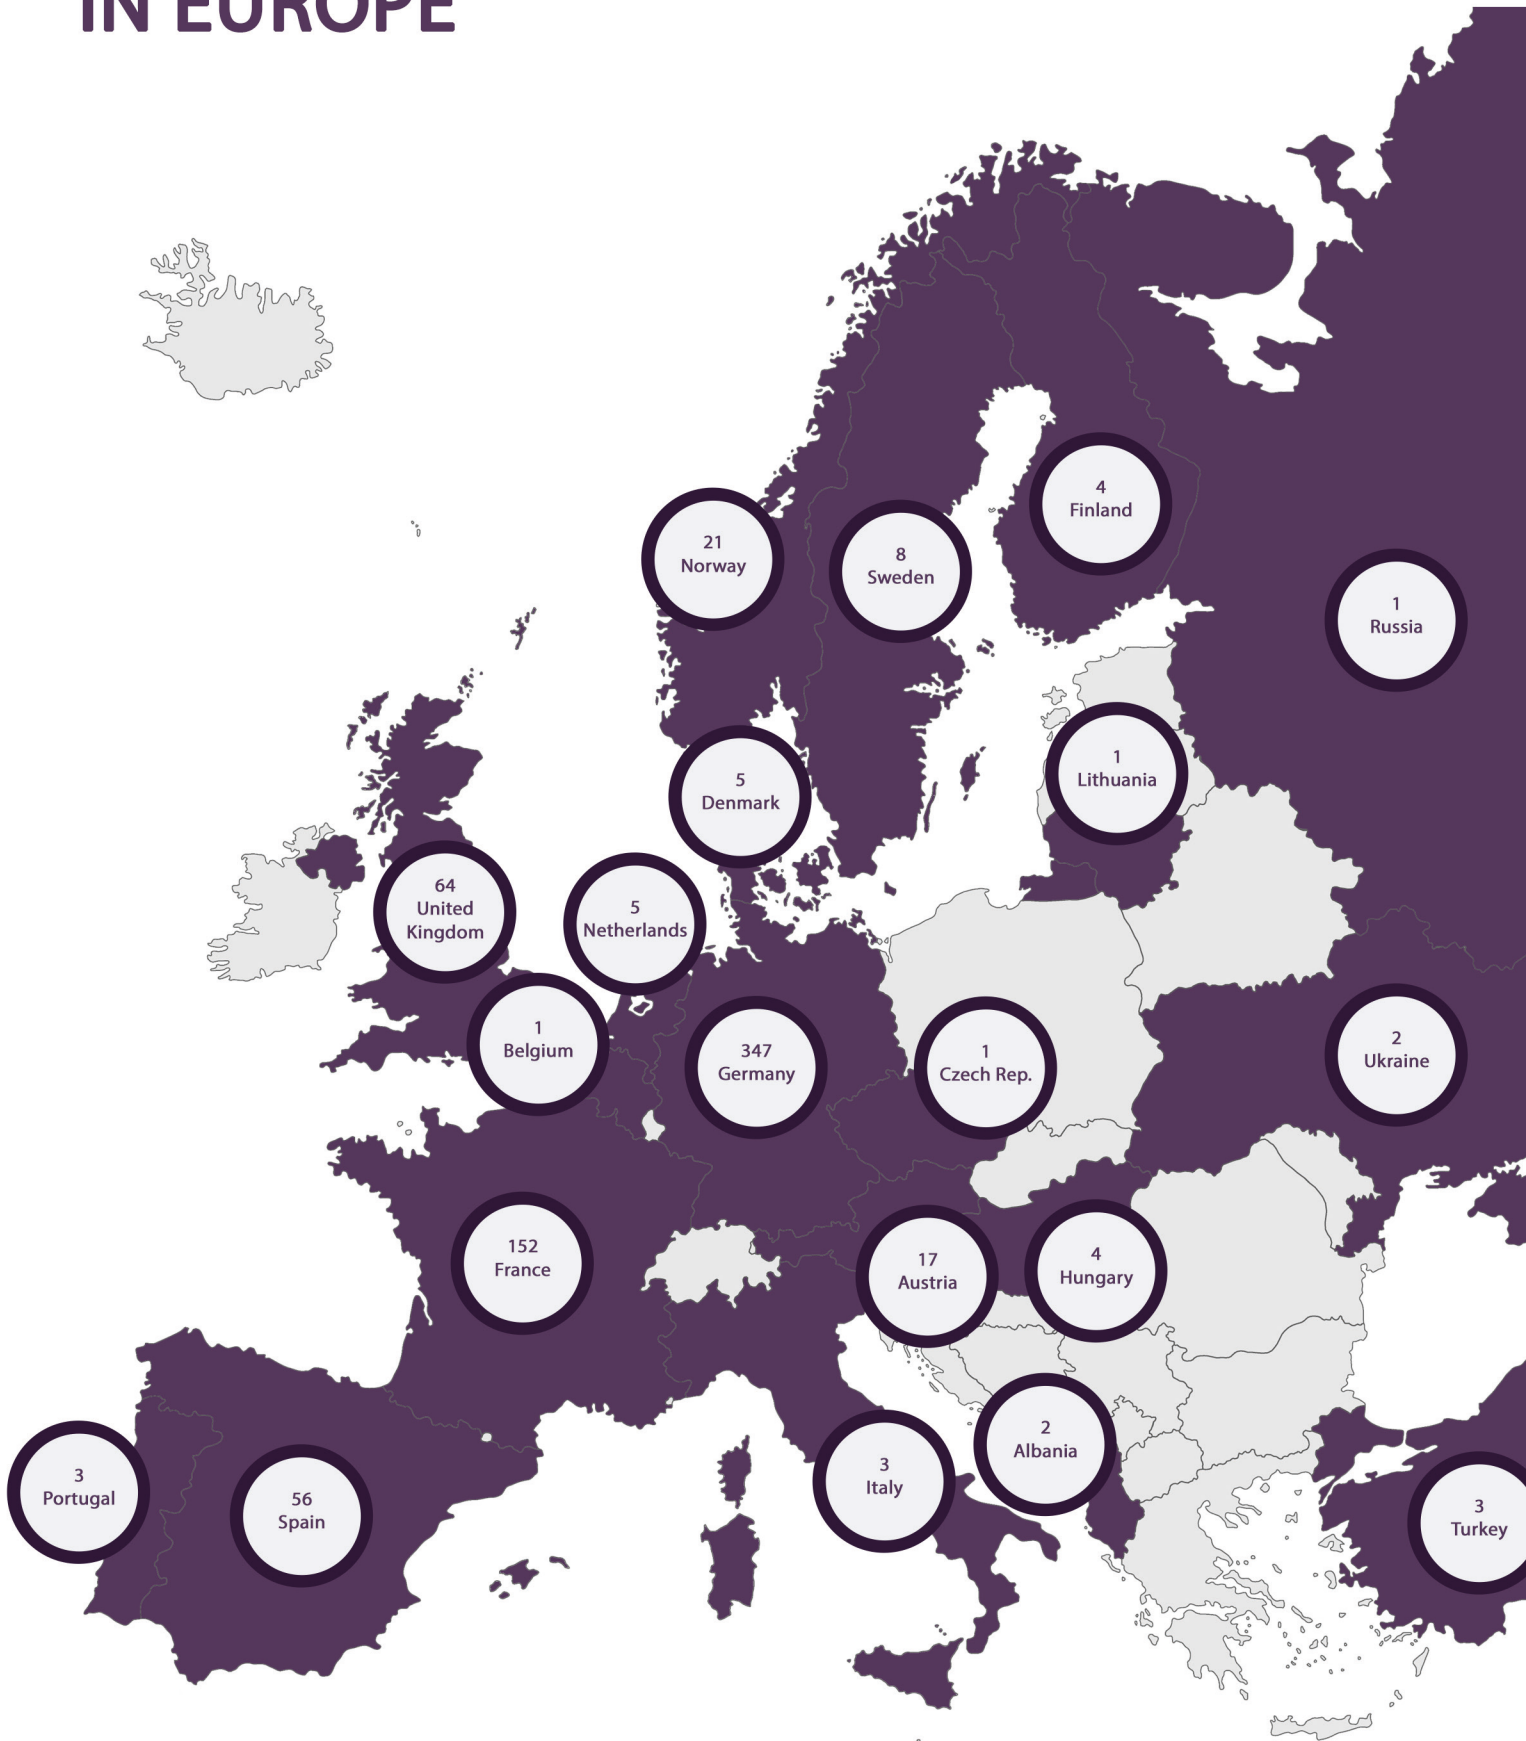 IN EUROPE
4
Finland
21
Norway
8
Sweden
1
Russia
1
Lithuania
5
Denmark
64
United
Kingdom
5
Netherlands
1
Belgium
347
Germany
1
Czech Rep.
2
Ukraine
152
France
17
Austria
4
Hungary
2
Albania
3
Italy
3
Portugal
56
Spain
3
Turkey